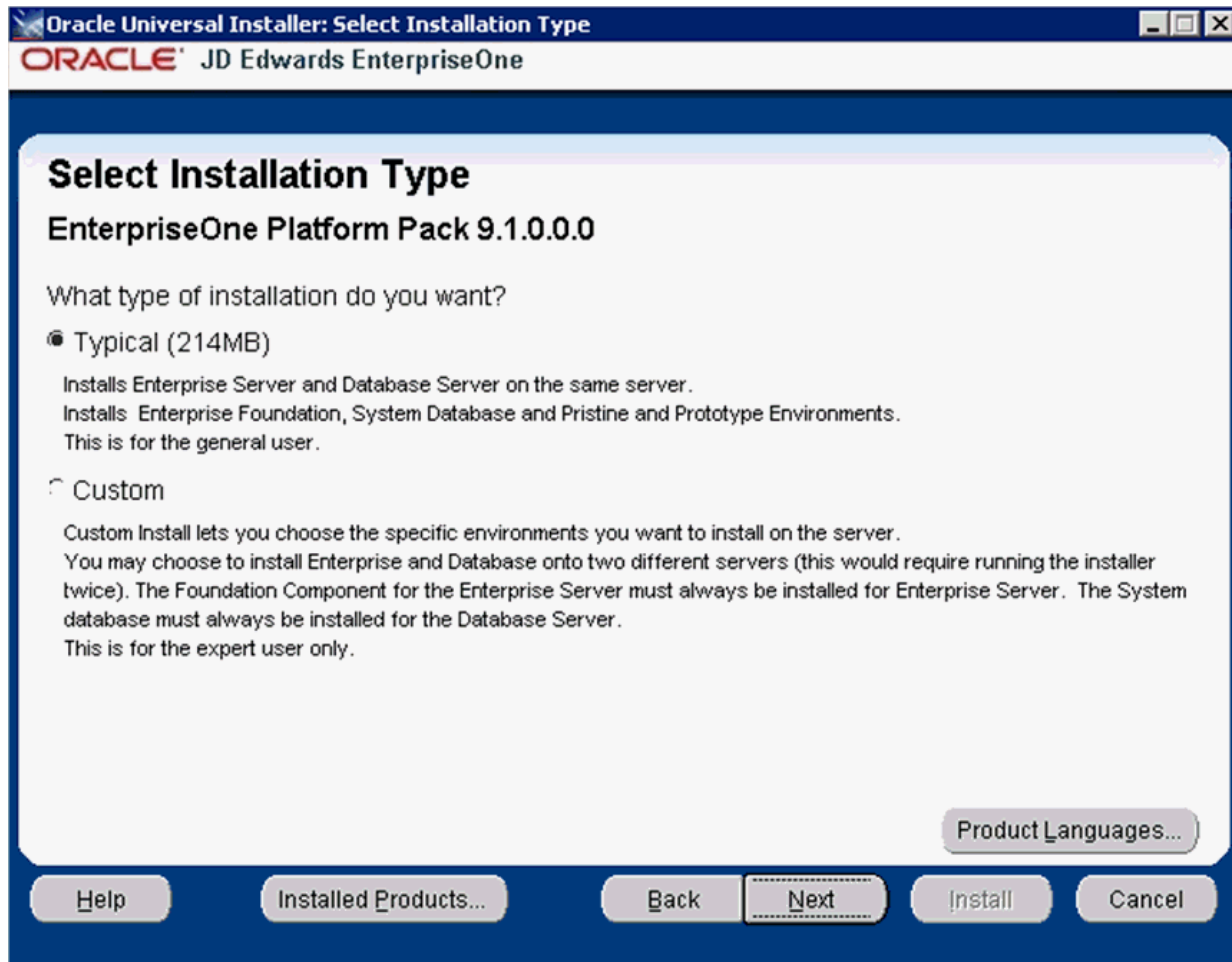 Oracle Universal Installer: Select Installation Type
ORACLE JD Edwards EnterpriseOne
Select Installation Type
EnterpriseOne Platform Pack 9.1.0.0.0
What type of installation do you want?
Typical (214MB)
Installs Enterprise Server and Database Server on the same server.
Installs Enterprise Foundation, System Database and Pristine and Prototype Environments.
This is for the general user.
Custom
Custom Install lets you choose the specific environments you want to install on the server.
You may choose to install Enterprise and Database onto two different servers (this would require running the installer
twice). The Foundation Component for the Enterprise Server must always be installed for Enterprise Server. The System
database must always be installed for the Database Server.
This is for the expert user only.
Product Languages...
Help Installed Products... Back Next Install Cancel